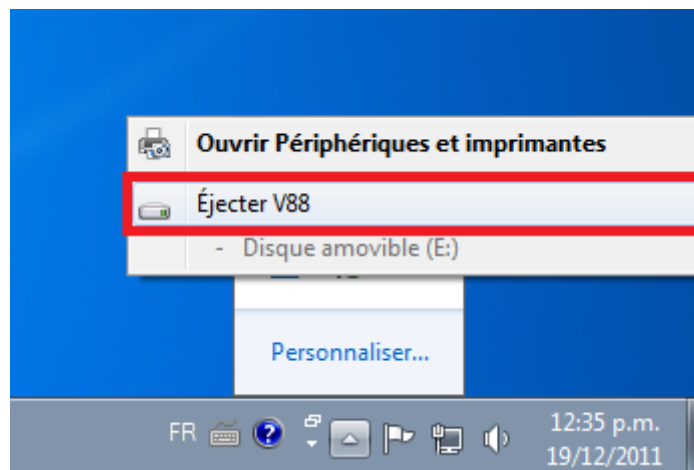 Ouvrir Périphériques et imprimantes
Éjecter V88
- Disque amovible (E:)
Personnaliser...
FR
12:35 p.m.
19/12/2011